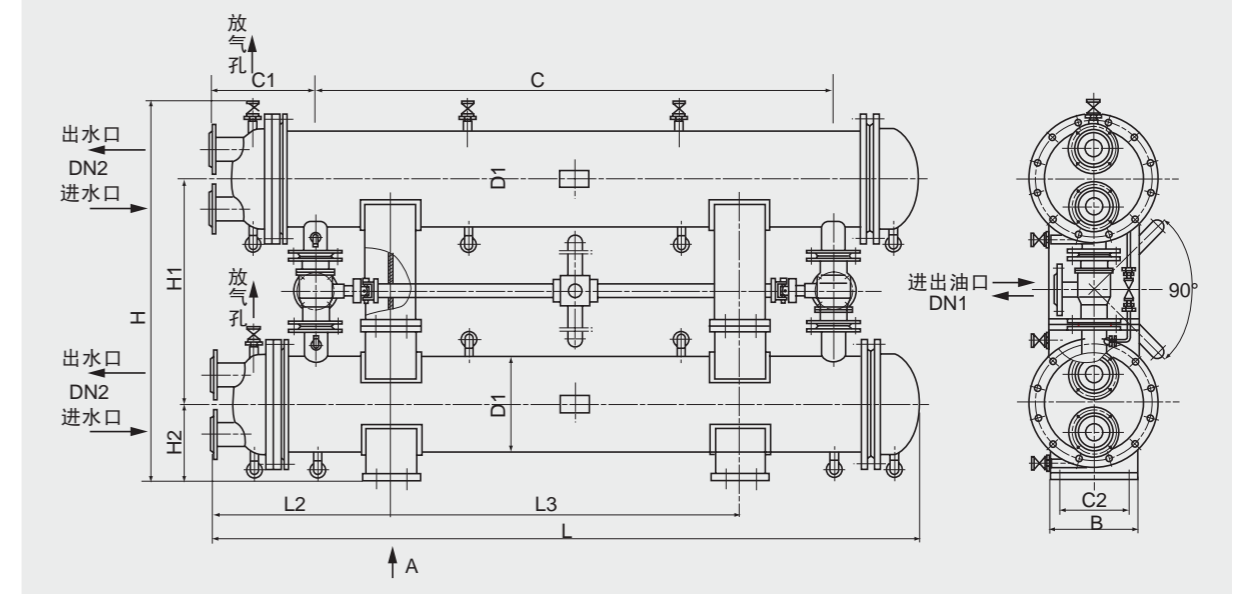 放气孔
C1
C
出水口
DN2
进水口
D1
H1
H
放气孔
进出油口
DN1
90°
出水口
DN2
进水口
D1
H2
L2
L3
L
C2
B
A